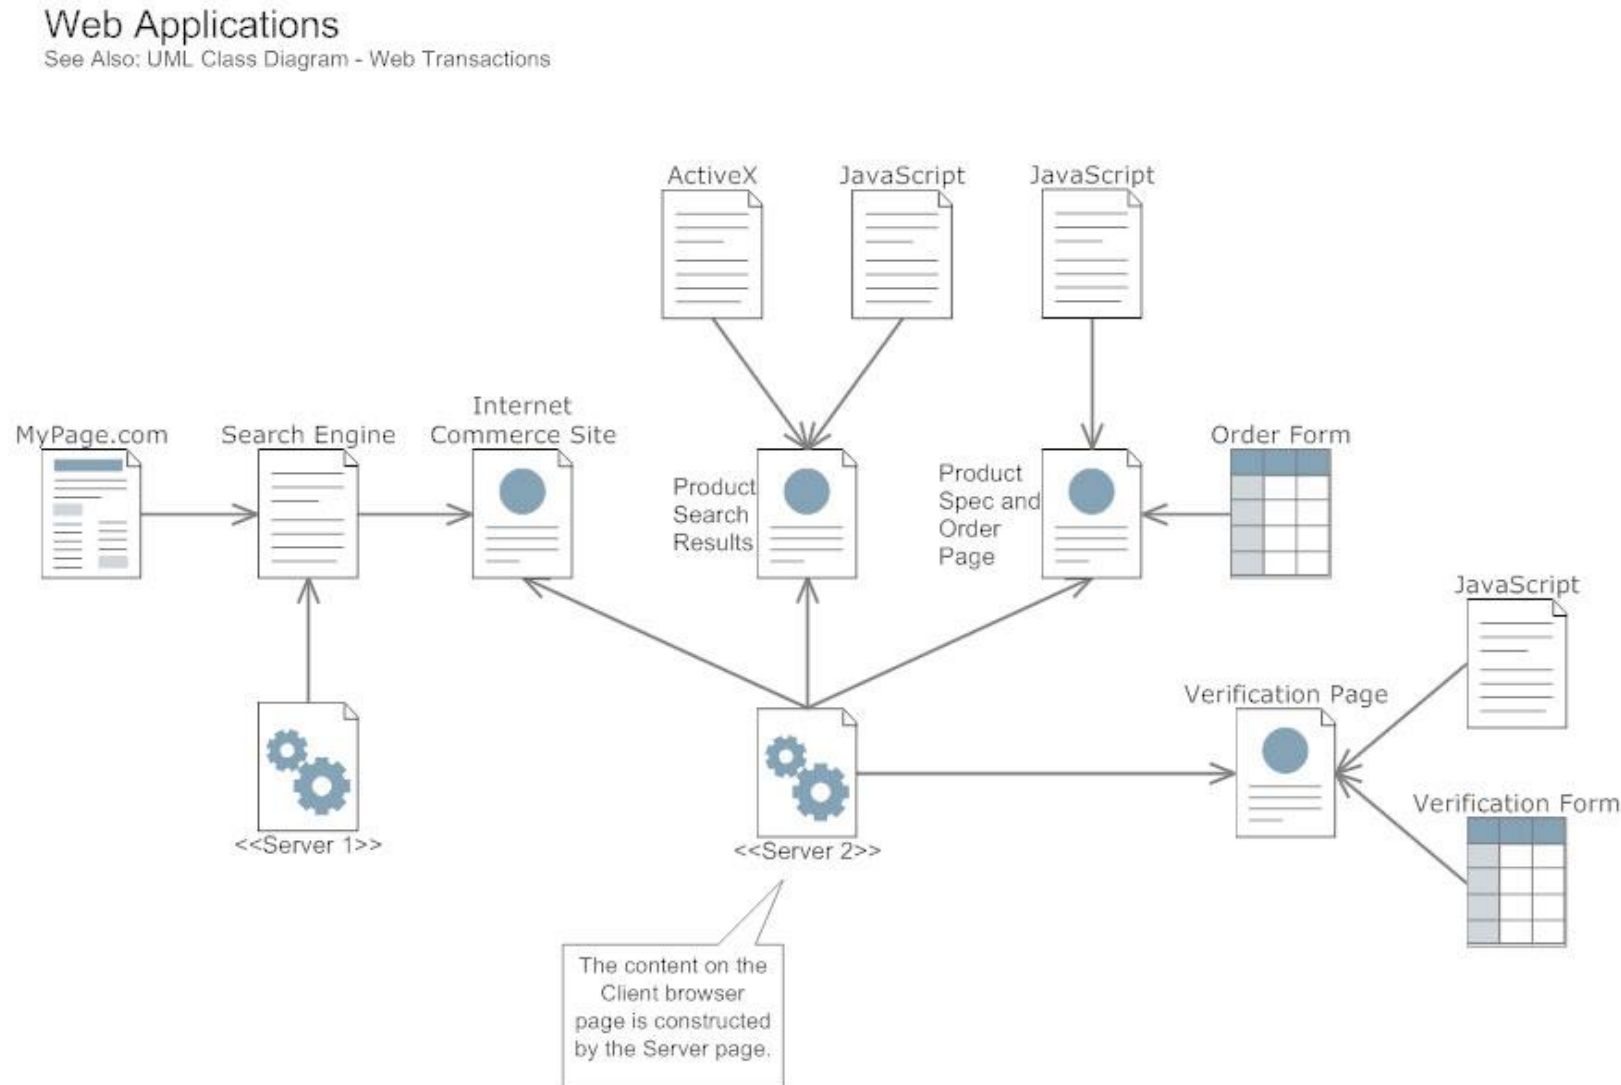 Web Applications
See Also: UML Class Diagram - Web Transactions
ActiveX
JavaScript
JavaScript
MyPage.com
Search Engine
Internet
Commerce Site
Product
Search
Results
Product
Spec and
Order
Page
Order Form
JavaScript
Verification Page
Verification Form
<<Server 1>>
<<Server 2>>
The content on the
Client browser
page is constructed
by the Server page.